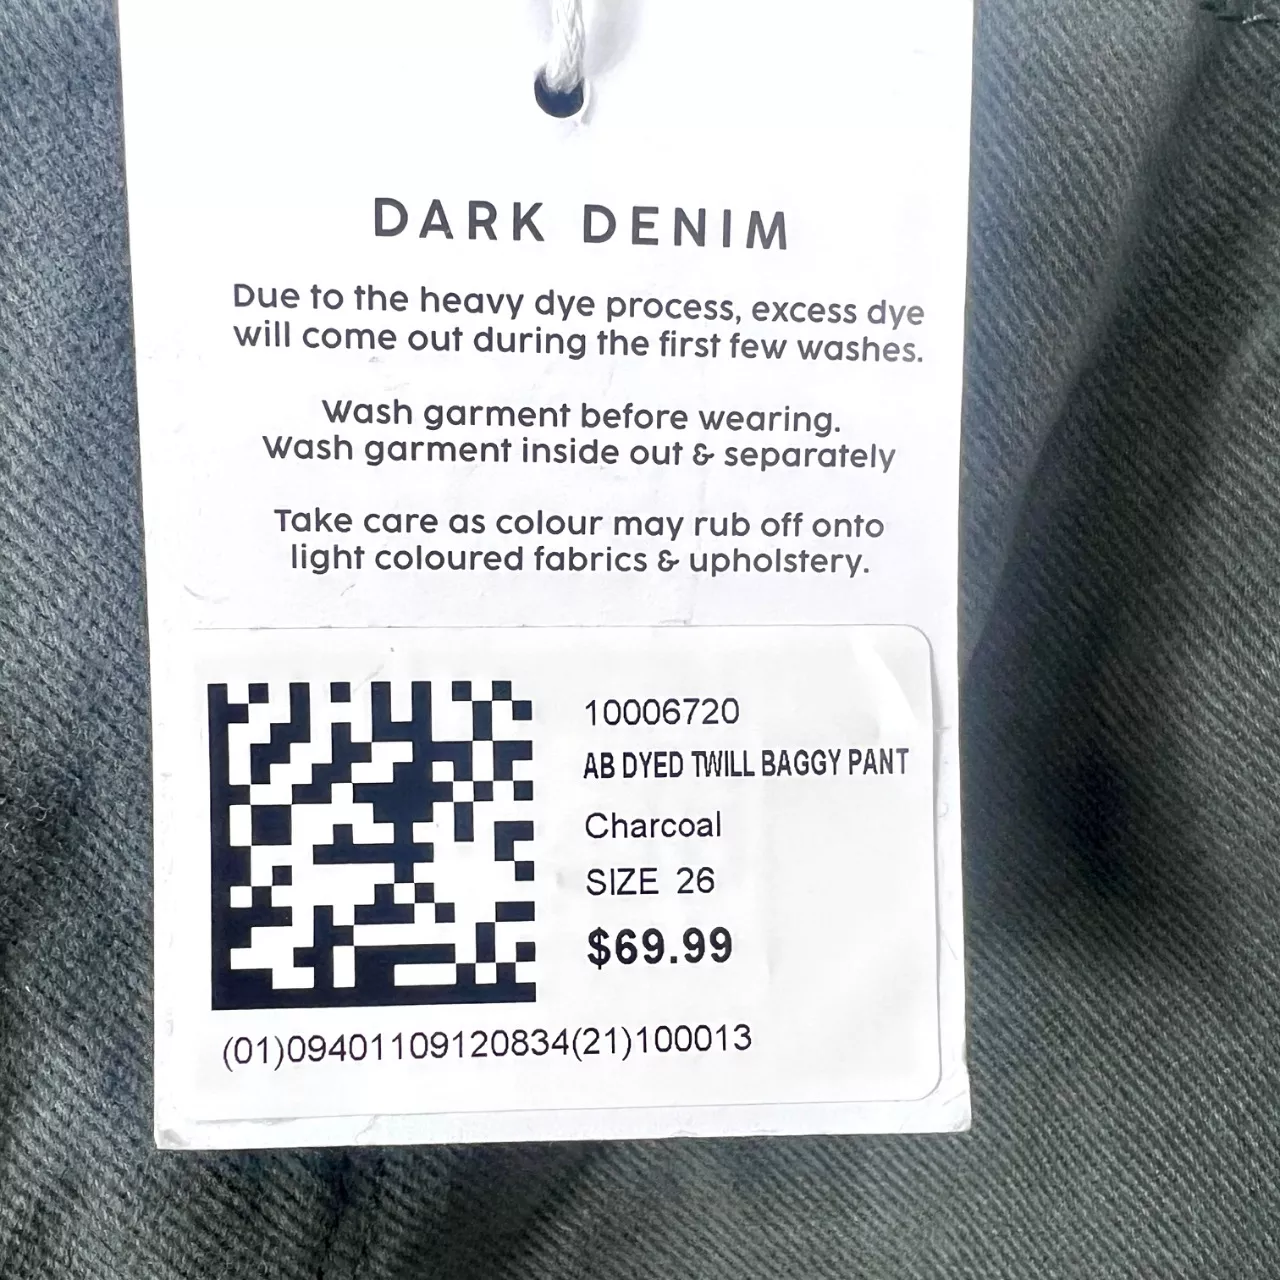 DARK DENIM
Due to the heavy dye process, excess dye
will come out during the first few washes.
Wash garment before wearing.
Wash garment inside out & separately
Take care as colour may rub off onto
light coloured fabrics & upholstery.
10006720
AB DYED TWILL BAGGY PANT
Charcoal
SIZE 26
$69.99
(01)09401109120834(21)100013